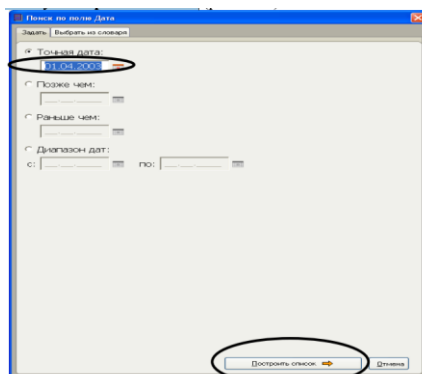 Поиск по полю Дата
Задать Выбрать из словаря
Точная дата:
01.04.2003
Позже чем:
Раньше чем:
Диапазон дат:
с: по:
Построить список Отмена